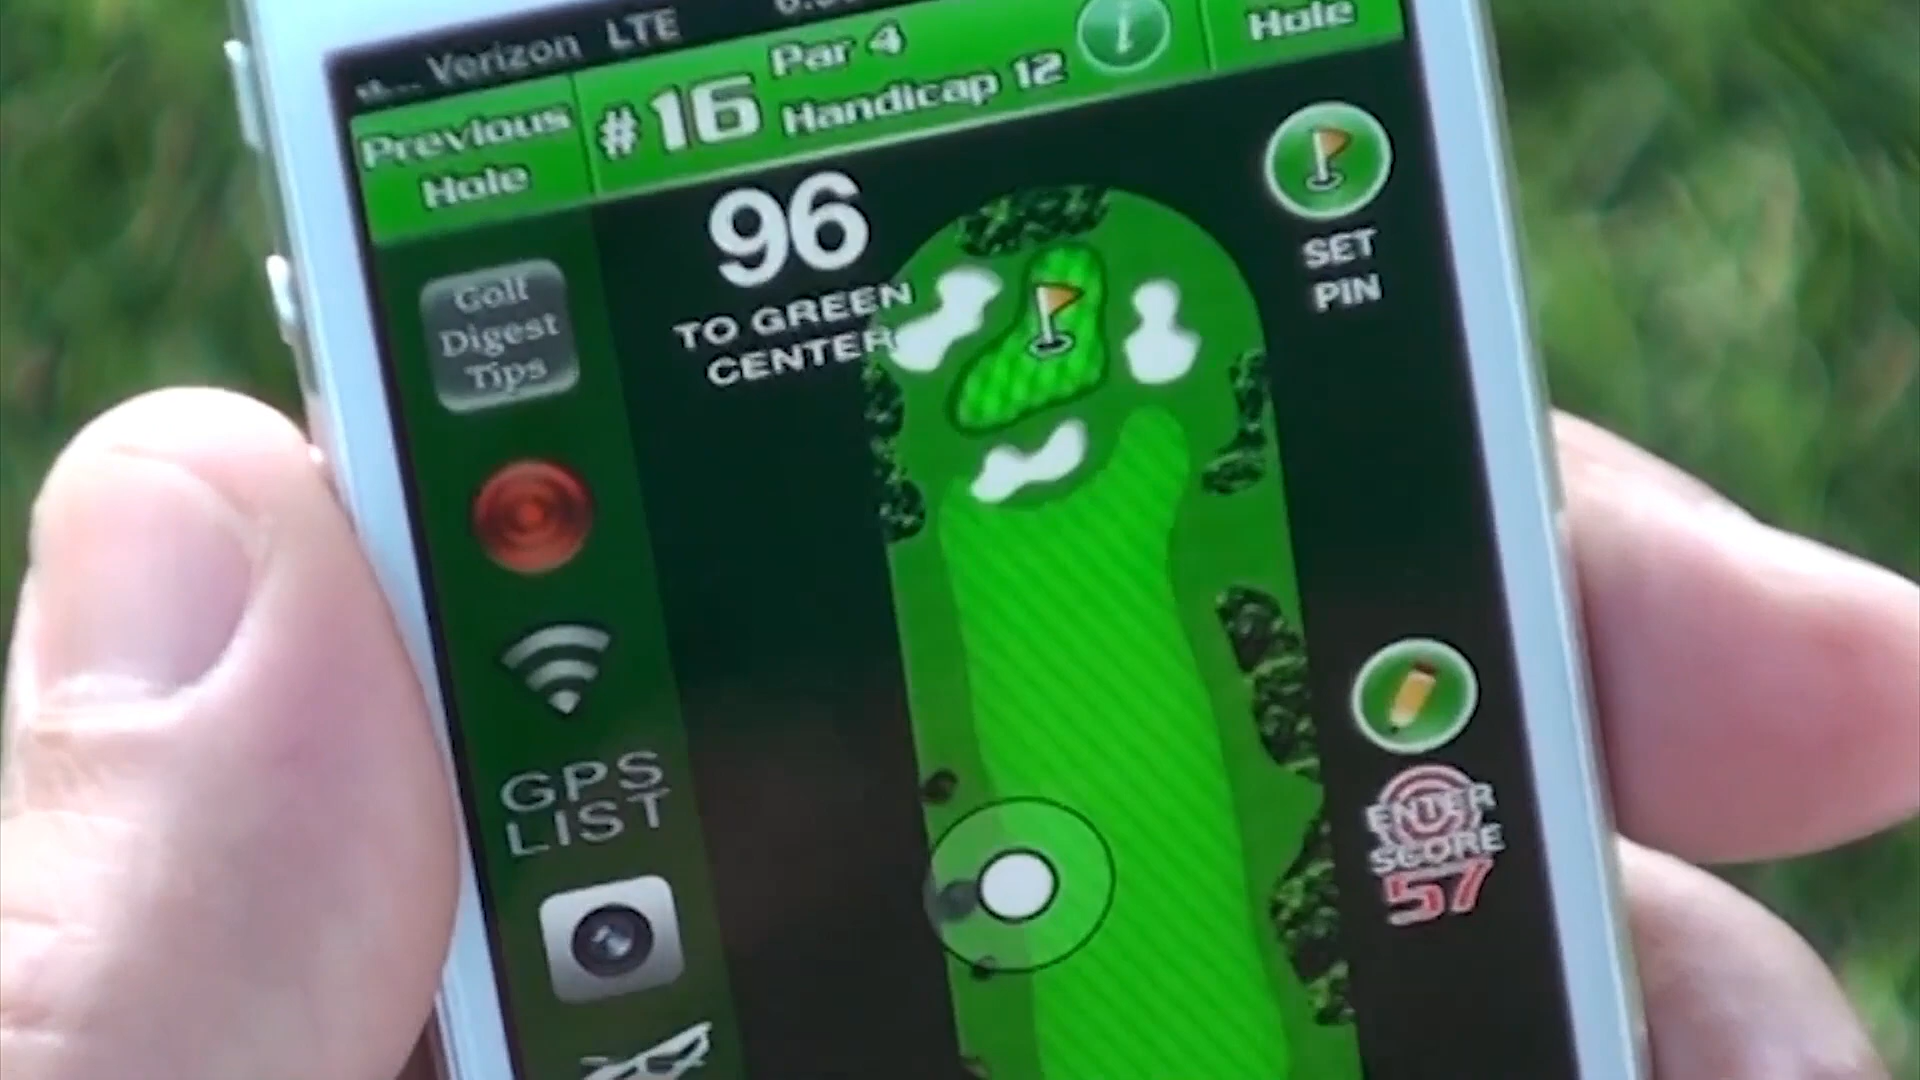 Verizon LTE
Previous
Hole
#16
Par 4
Handicap 12
i
Hole
96
TO GREEN
CENTER
SET
PIN
Golf
Digest
Tips
GPS
LIST
ENTER
SCORE
57